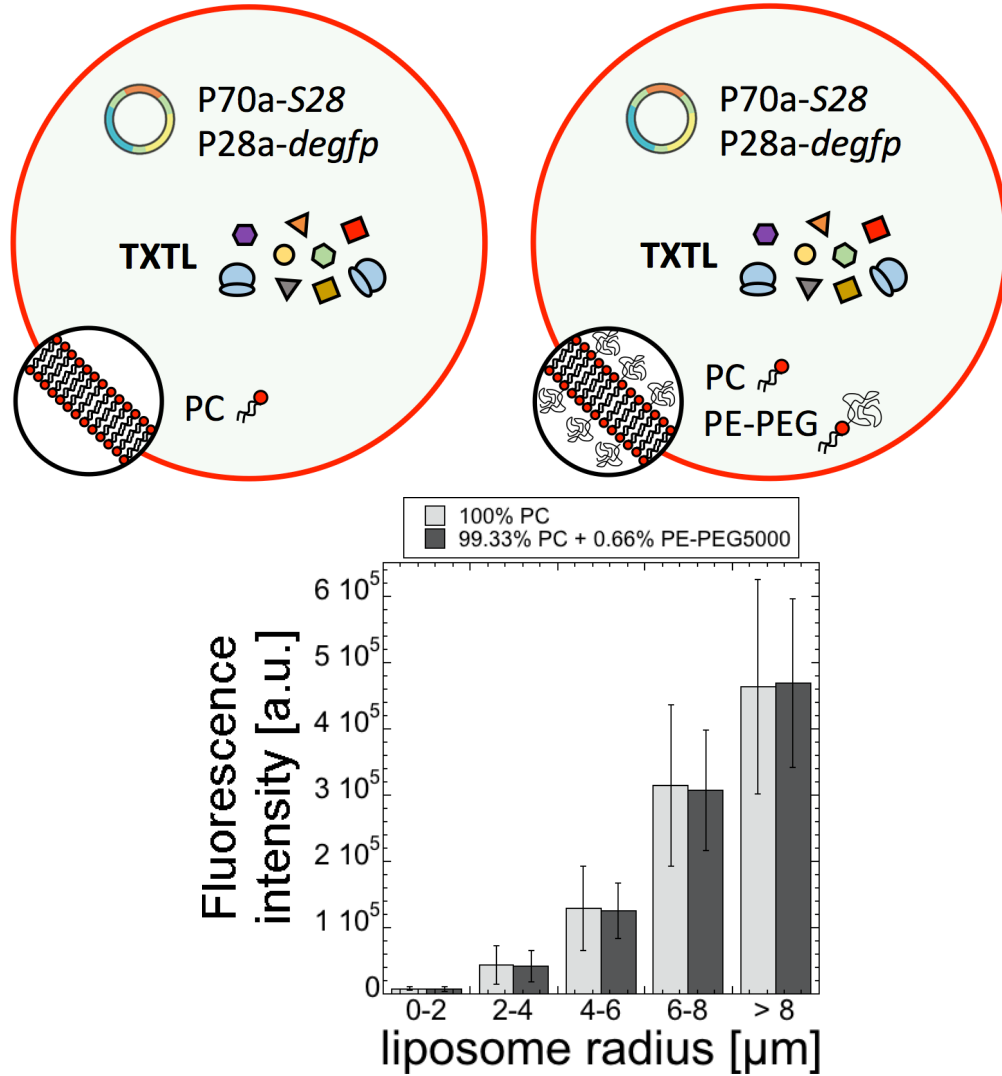 P70a-S28
P28a-degfp
TXTL
PC
P70a-S28
P28a-degfp
TXTL
PC
PE-PEG
100% PC
99.33% PC + 0.66% PE-PEG5000
Fluorescence
intensity [a.u.]
6 10⁵
5 10⁵
4 10⁵
3 10⁵
2 10⁵
1 10⁵
0
0-2 2-4 4-6 6-8 > 8
liposome radius [µm]